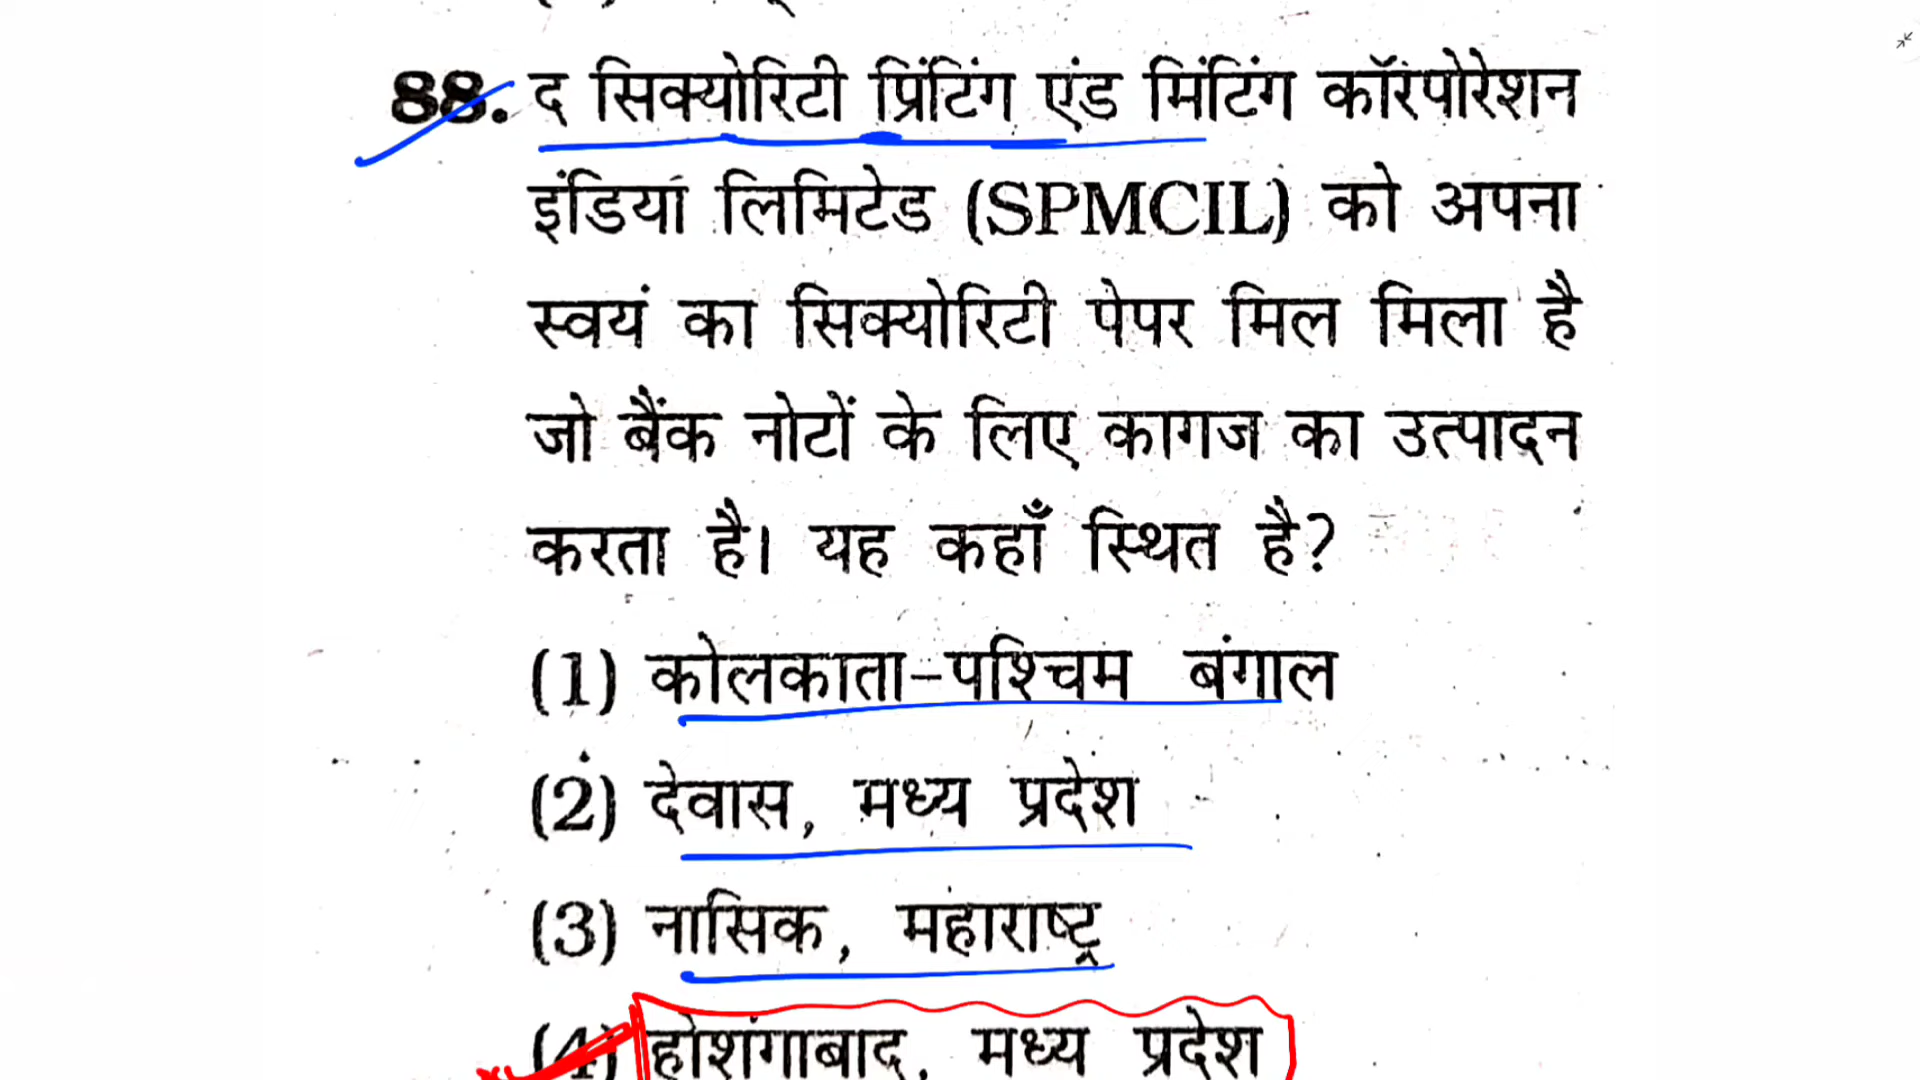 88. द सिक्योरिटी प्रिंटिंग एंड मिंटिंग कॉरपोरेशन
इंडिया लिमिटेड (SPMCIL) को अपना
स्वयं का सिक्योरिटी पेपर मिल मिला है
जो बैंक नोटों के लिए कागज का उत्पादन
करता है। यह कहाँ स्थित है?
(1) कोलकाता-पश्चिम बंगाल
(2) देवास, मध्य प्रदेश
(3) नासिक, महाराष्ट्र
(4) होशंगाबाद, मध्य प्रदेश